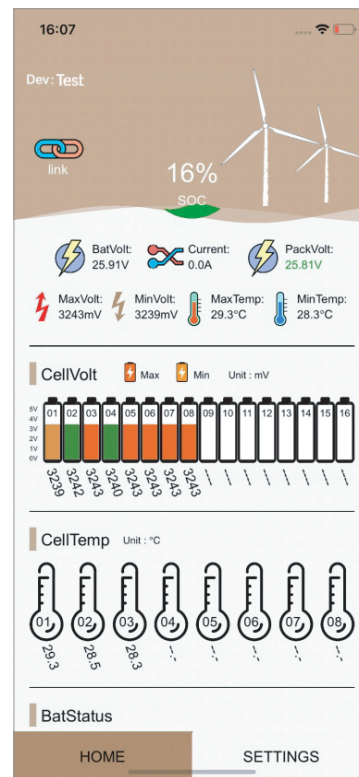 16:07
Dev: Test
link
16%
SOC
BatVolt: 25.91V Current: 0.0A PackVolt: 25.81V
MaxVolt: 3243mV MinVolt: 3239mV MaxTemp: 29.3°C MinTemp: 28.3°C
CellVolt Max Min Unit : mV
5V
4V
3V
2V
1V
0V
01 02 03 04 05 06 07 08 09 10 11 12 13 14 15 16
3239 3242 3243 3240 3243 3243 3243 3243 ---- ---- ---- ---- ---- ---- ---- ----
CellTemp Unit : °C
01 02 03 04 05 06 07 08
29.3 28.5 28.3 --.- --.- --.- --.- --.-
BatStatus
HOME SETTINGS